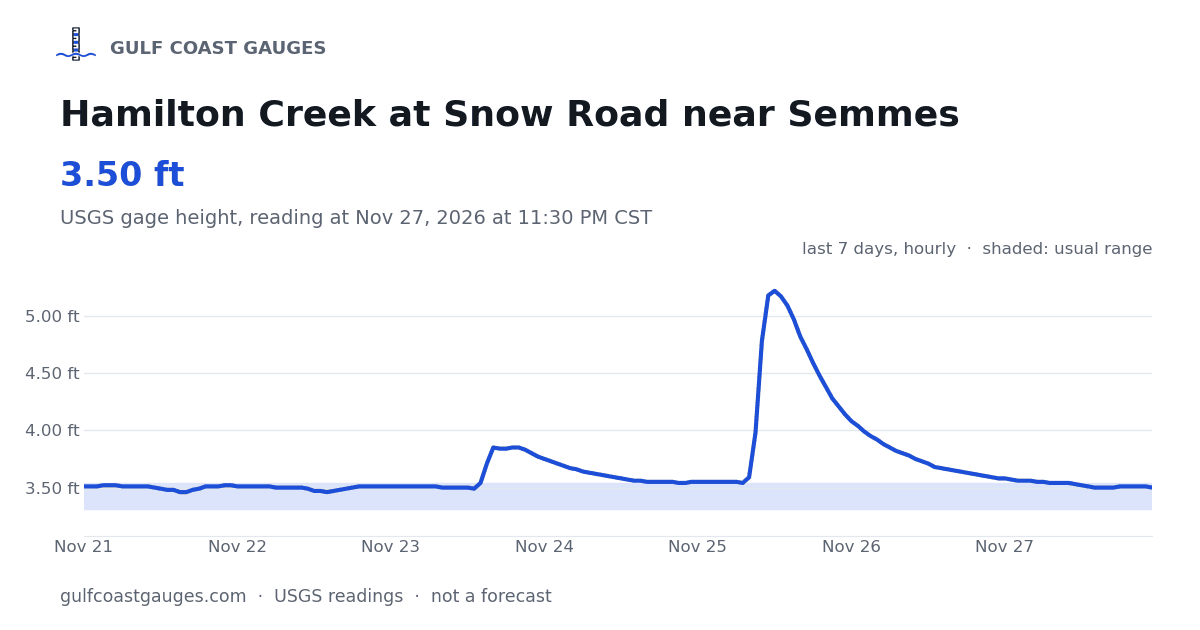 GULF COAST GAUGES
Hamilton Creek at Snow Road near Semmes
3.50 ft
USGS gage height, reading at Nov 27, 2026 at 11:30 PM CST
last 7 days, hourly · shaded: usual range
5.00 ft
4.50 ft
4.00 ft
3.50 ft
Nov 21 Nov 22 Nov 23 Nov 24 Nov 25 Nov 26 Nov 27
gulfcoastgauges.com · USGS readings · not a forecast